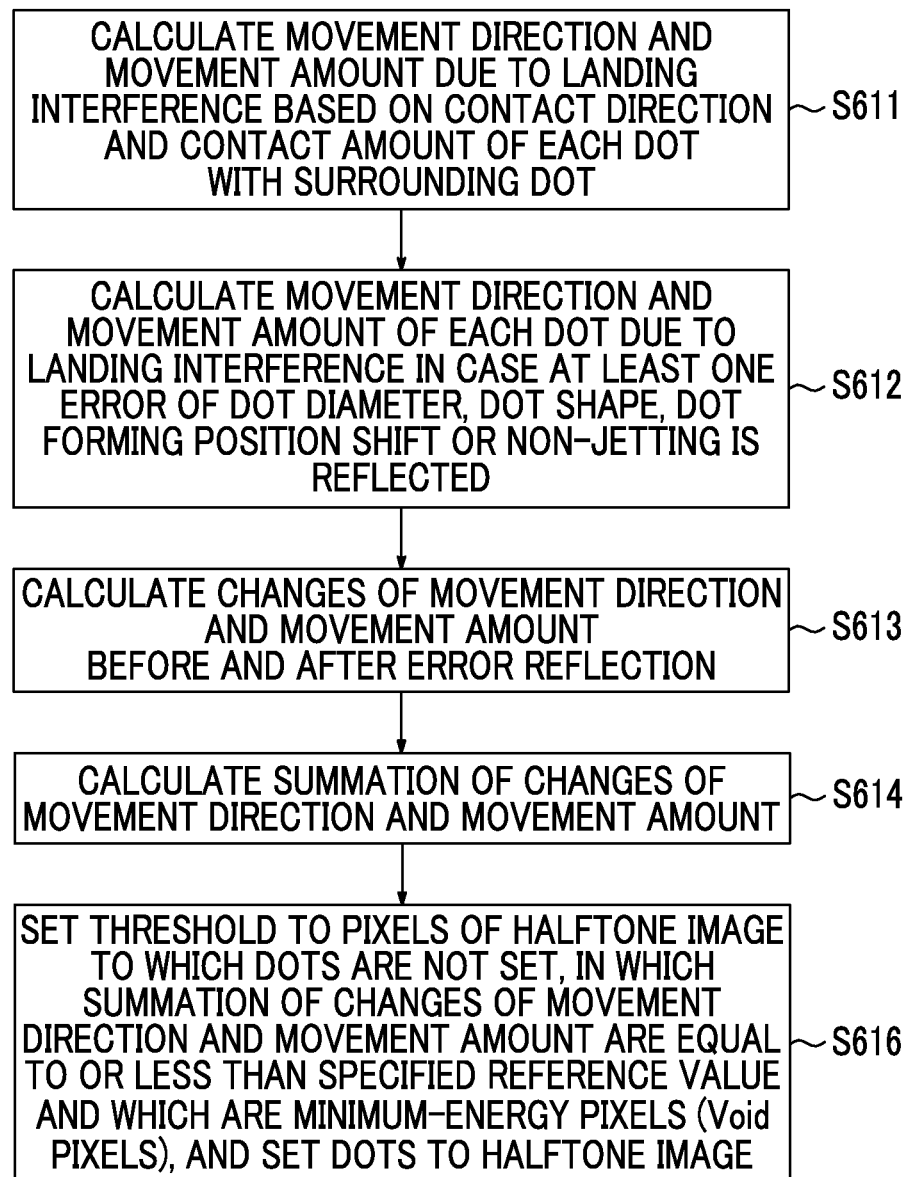 CALCULATE MOVEMENT DIRECTION AND
MOVEMENT AMOUNT DUE TO LANDING
INTERFERENCE BASED ON CONTACT DIRECTION
AND CONTACT AMOUNT OF EACH DOT
WITH SURROUNDING DOT
S611
CALCULATE MOVEMENT DIRECTION AND
MOVEMENT AMOUNT OF EACH DOT DUE TO
LANDING INTERFERENCE IN CASE AT LEAST ONE
ERROR OF DOT DIAMETER, DOT SHAPE, DOT
FORMING POSITION SHIFT OR NON-JETTING IS
REFLECTED
S612
CALCULATE CHANGES OF MOVEMENT DIRECTION
AND MOVEMENT AMOUNT
BEFORE AND AFTER ERROR REFLECTION
S613
CALCULATE SUMMATION OF CHANGES OF
MOVEMENT DIRECTION AND MOVEMENT AMOUNT
S614
SET THRESHOLD TO PIXELS OF HALFTONE IMAGE
TO WHICH DOTS ARE NOT SET, IN WHICH
SUMMATION OF CHANGES OF MOVEMENT
DIRECTION AND MOVEMENT AMOUNT ARE EQUAL
TO OR LESS THAN SPECIFIED REFERENCE VALUE
AND WHICH ARE MINIMUM-ENERGY PIXELS (Void
PIXELS), AND SET DOTS TO HALFTONE IMAGE
S616